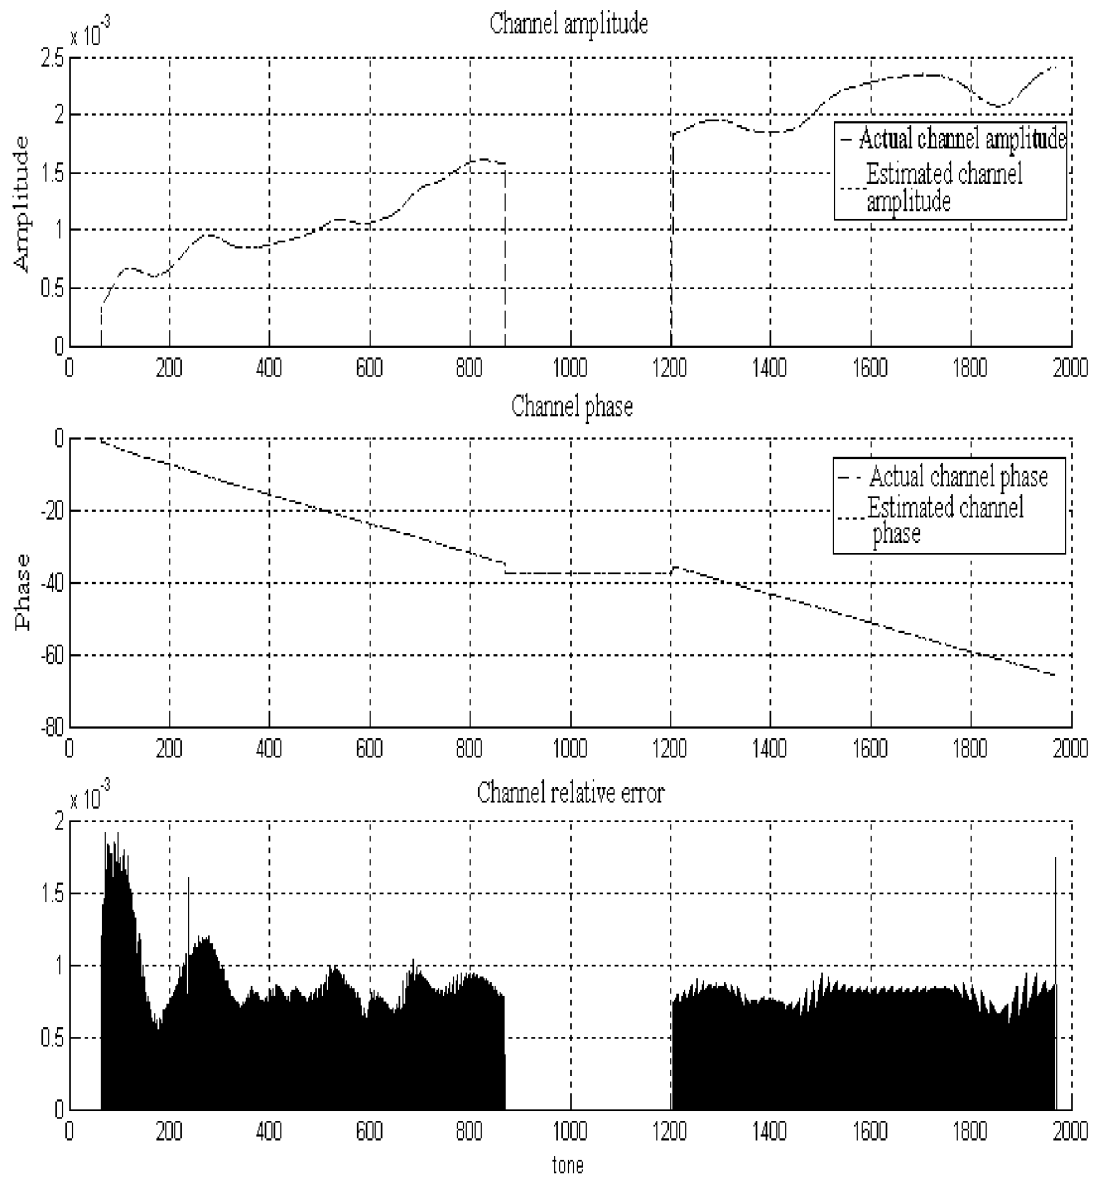 Channel amplitude
x 10^-3
2.5
2
1.5
1
0.5
0
Amplitude
Actual channel amplitude
Estimated channel
amplitude
0 200 400 600 800 1000 1200 1400 1600 1800 2000
Channel phase
0
-20
-40
-60
-80
Phase
Actual channel phase
Estimated channel
phase
0 200 400 600 800 1000 1200 1400 1600 1800 2000
Channel relative error
x 10^-3
2
1.5
1
0.5
0
0 200 400 600 800 1000 1200 1400 1600 1800 2000
tone